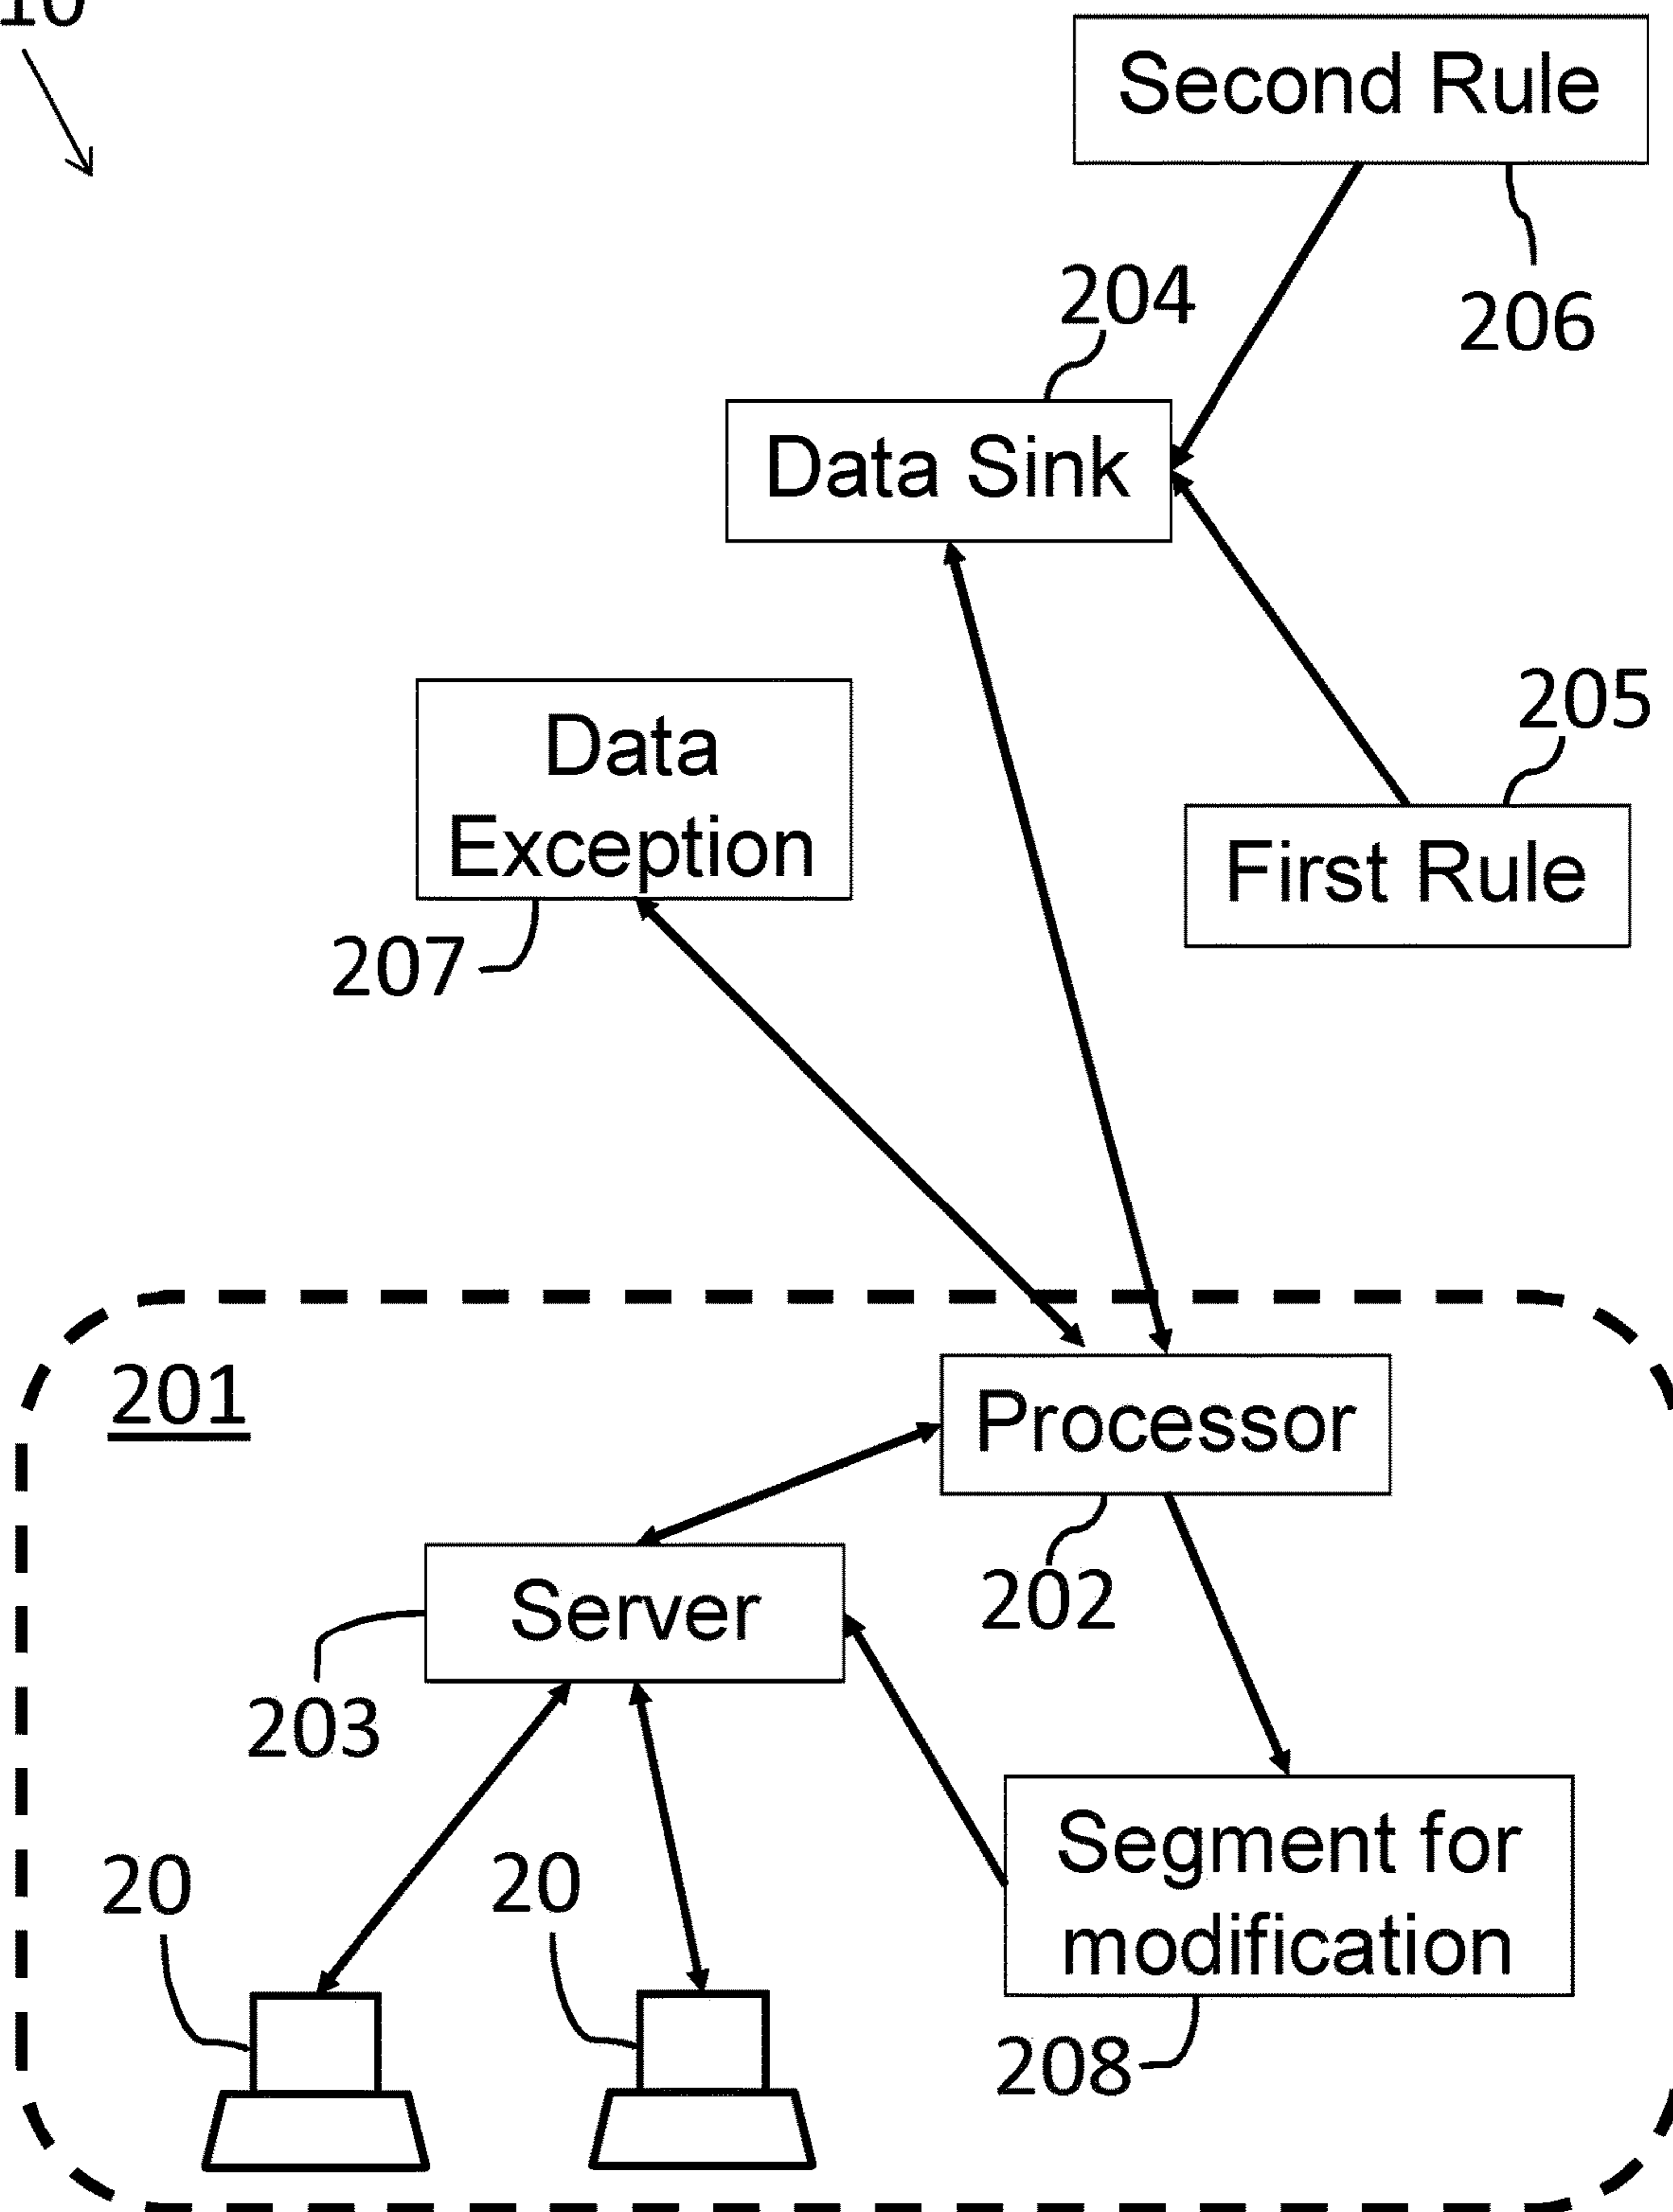 10
Second Rule
206
204
Data Sink
205
First Rule
Data
Exception
207
201
Processor
202
Server
203
20
20
Segment for
modification
208